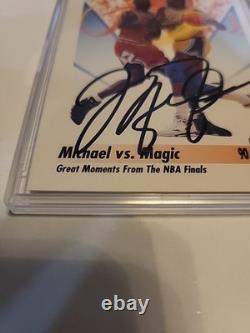 Michael vs. Magic
90
Great Moments From The NBA Finals